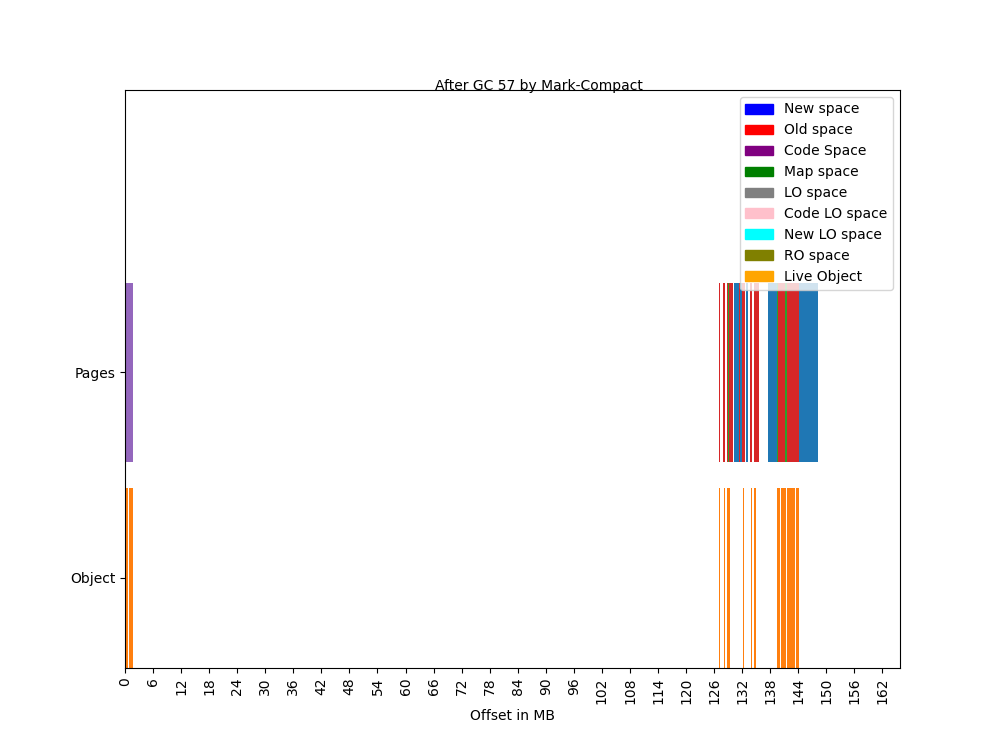 After GC 57 by Mark-Compact
New space
Old space
Code Space
Map space
LO space
Code LO space
New LO space
RO space
Live Object
Pages
Object
0 6 12 18 24 30 36 42 48 54 60 66 72 78 84 90 96 102 108 114 120 126 132 138 144 150 156 162
Offset in MB